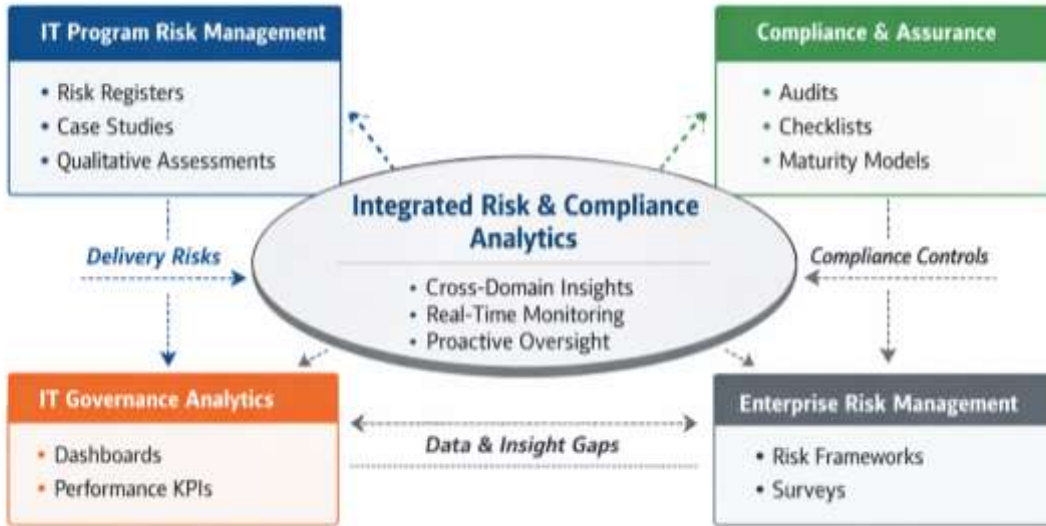 IT Program Risk Management
• Risk Registers
• Case Studies
• Qualitative Assessments
Compliance & Assurance
• Audits
• Checklists
• Maturity Models
Integrated Risk & Compliance
Analytics
• Cross-Domain Insights
• Real-Time Monitoring
• Proactive Oversight
Delivery Risks
Compliance Controls
IT Governance Analytics
• Dashboards
• Performance KPIs
Data & Insight Gaps
Enterprise Risk Management
• Risk Frameworks
• Surveys